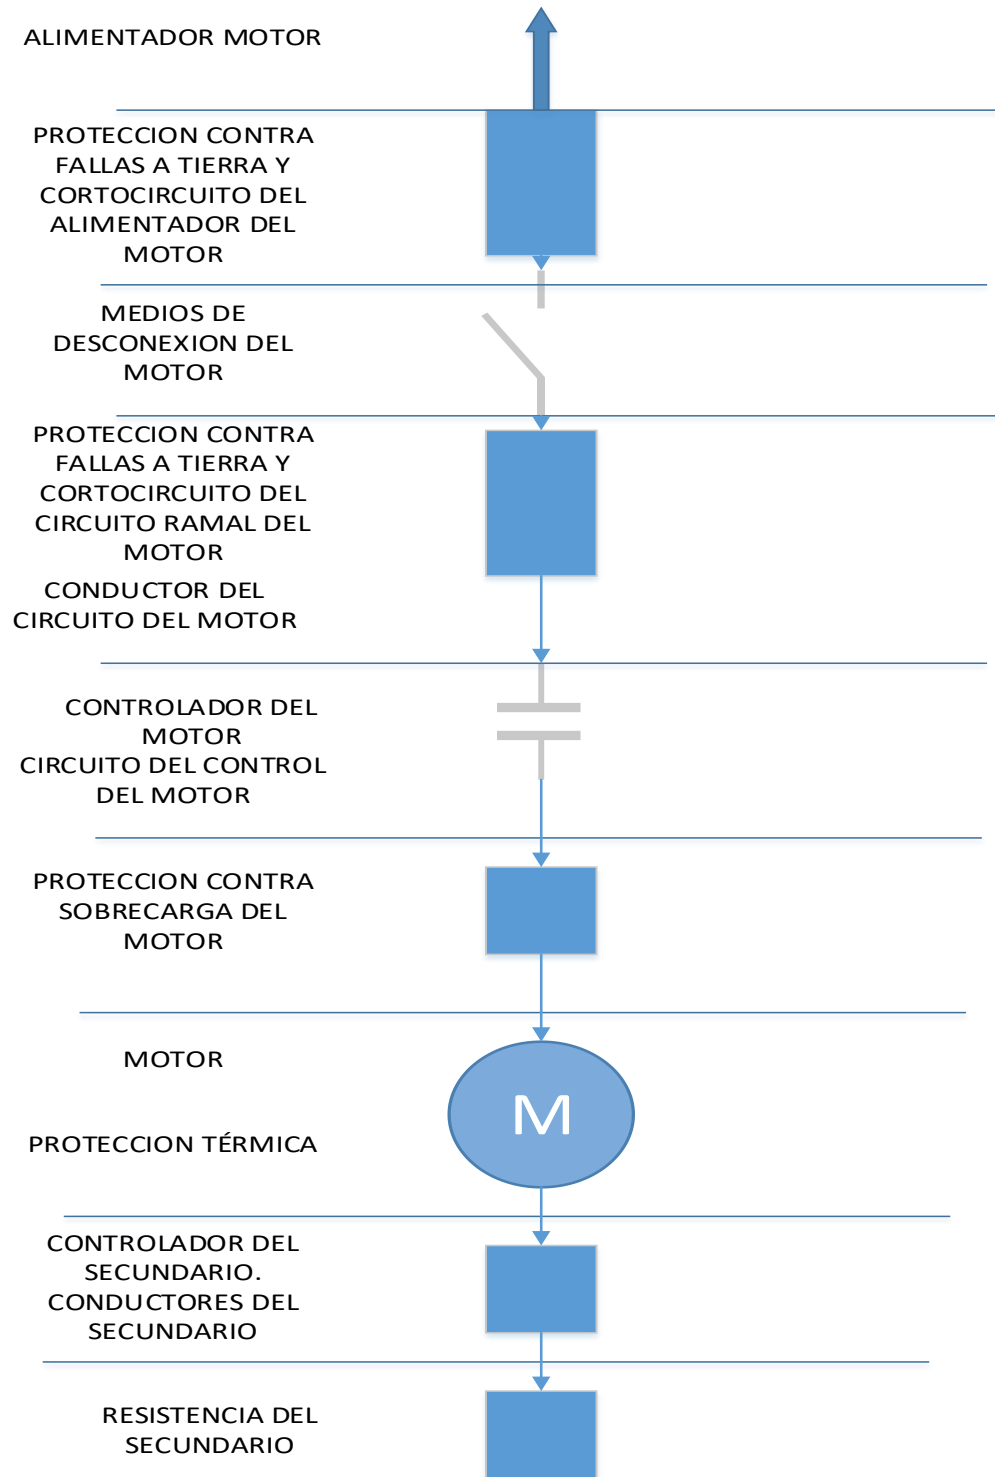 ALIMENTADOR MOTOR
PROTECCION CONTRA
FALLAS A TIERRA Y
CORTOCIRCUITO DEL
ALIMENTADOR DEL
MOTOR
MEDIOS DE
DESCONEXION DEL
MOTOR
PROTECCION CONTRA
FALLAS A TIERRA Y
CORTOCIRCUITO DEL
CIRCUITO RAMAL DEL
MOTOR
CONDUCTOR DEL
CIRCUITO DEL MOTOR
CONTROLADOR DEL
MOTOR
CIRCUITO DEL CONTROL
DEL MOTOR
PROTECCION CONTRA
SOBRECARGA DEL
MOTOR
MOTOR
M
PROTECCION TÉRMICA
CONTROLADOR DEL
SECUNDARIO.
CONDUCTORES DEL
SECUNDARIO
RESISTENCIA DEL
SECUNDARIO